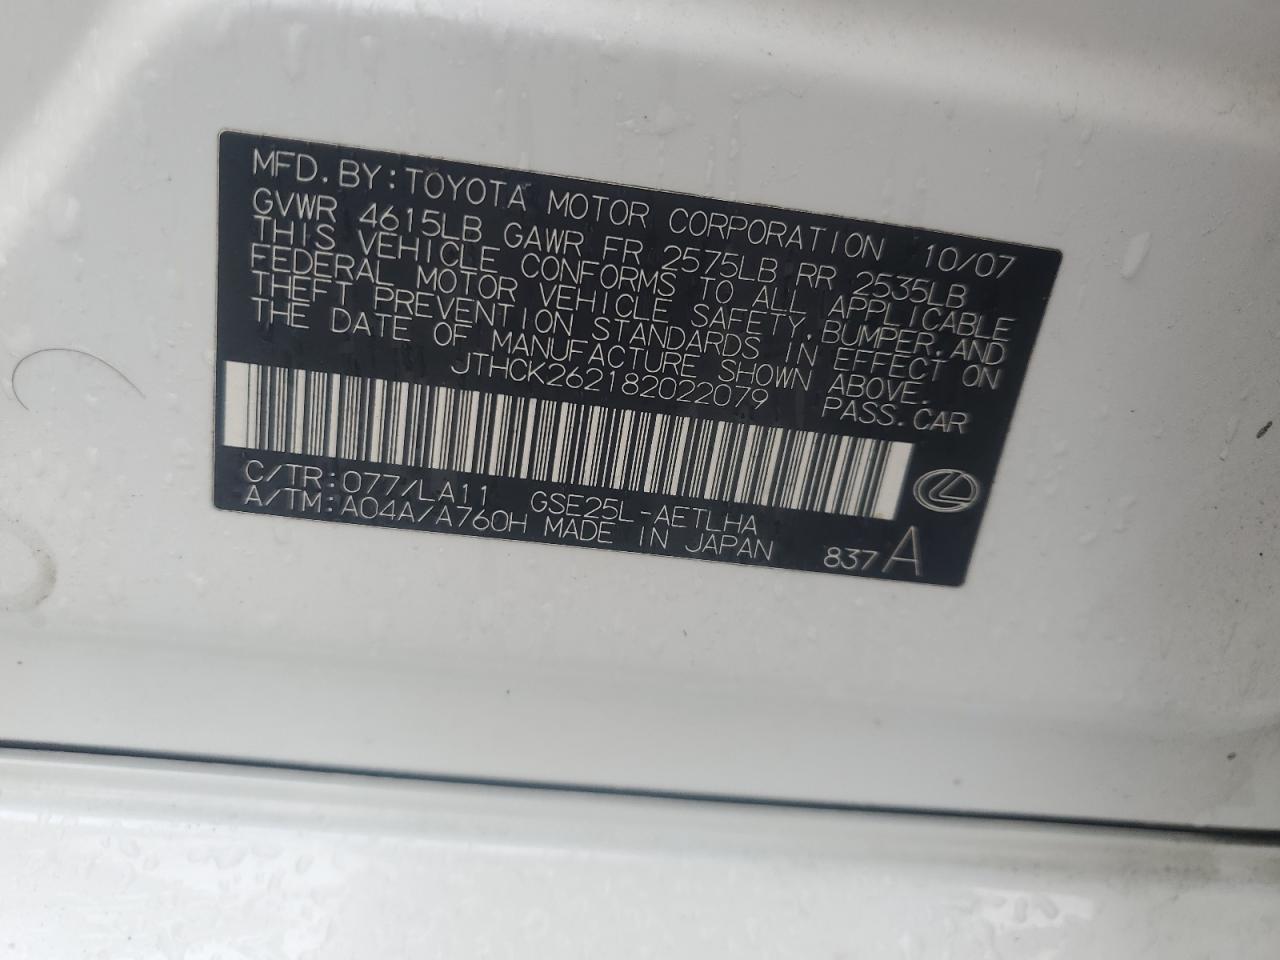 MFD. BY: TOYOTA MOTOR CORPORATION 10/07
GVWR 4615LB GAWR FR 2575LB RR 2535LB
THIS VEHICLE CONFORMS TO ALL APPLICABLE
FEDERAL MOTOR VEHICLE SAFETY, BUMPER, AND
THEFT PREVENTION STANDARDS IN EFFECT ON
THE DATE OF MANUFACTURE SHOWN ABOVE.
JTHCK262182022079 PASS. CAR
C/TR: 077/LA11 GSE25L-AETLHA
A/TM: A04A/A760H MADE IN JAPAN 837 A